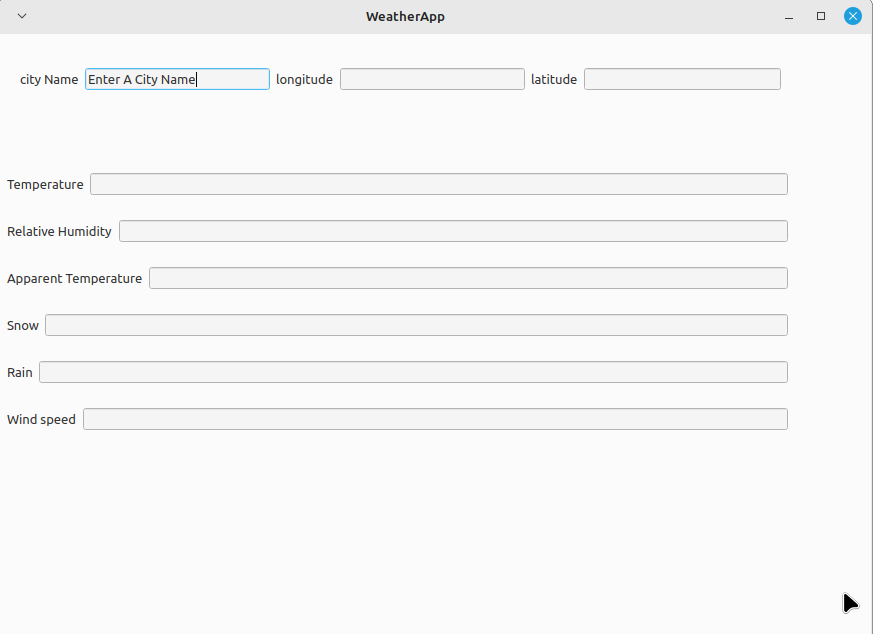 WeatherApp
city Name Enter A City Name longitude latitude
Temperature
Relative Humidity
Apparent Temperature
Snow
Rain
Wind speed